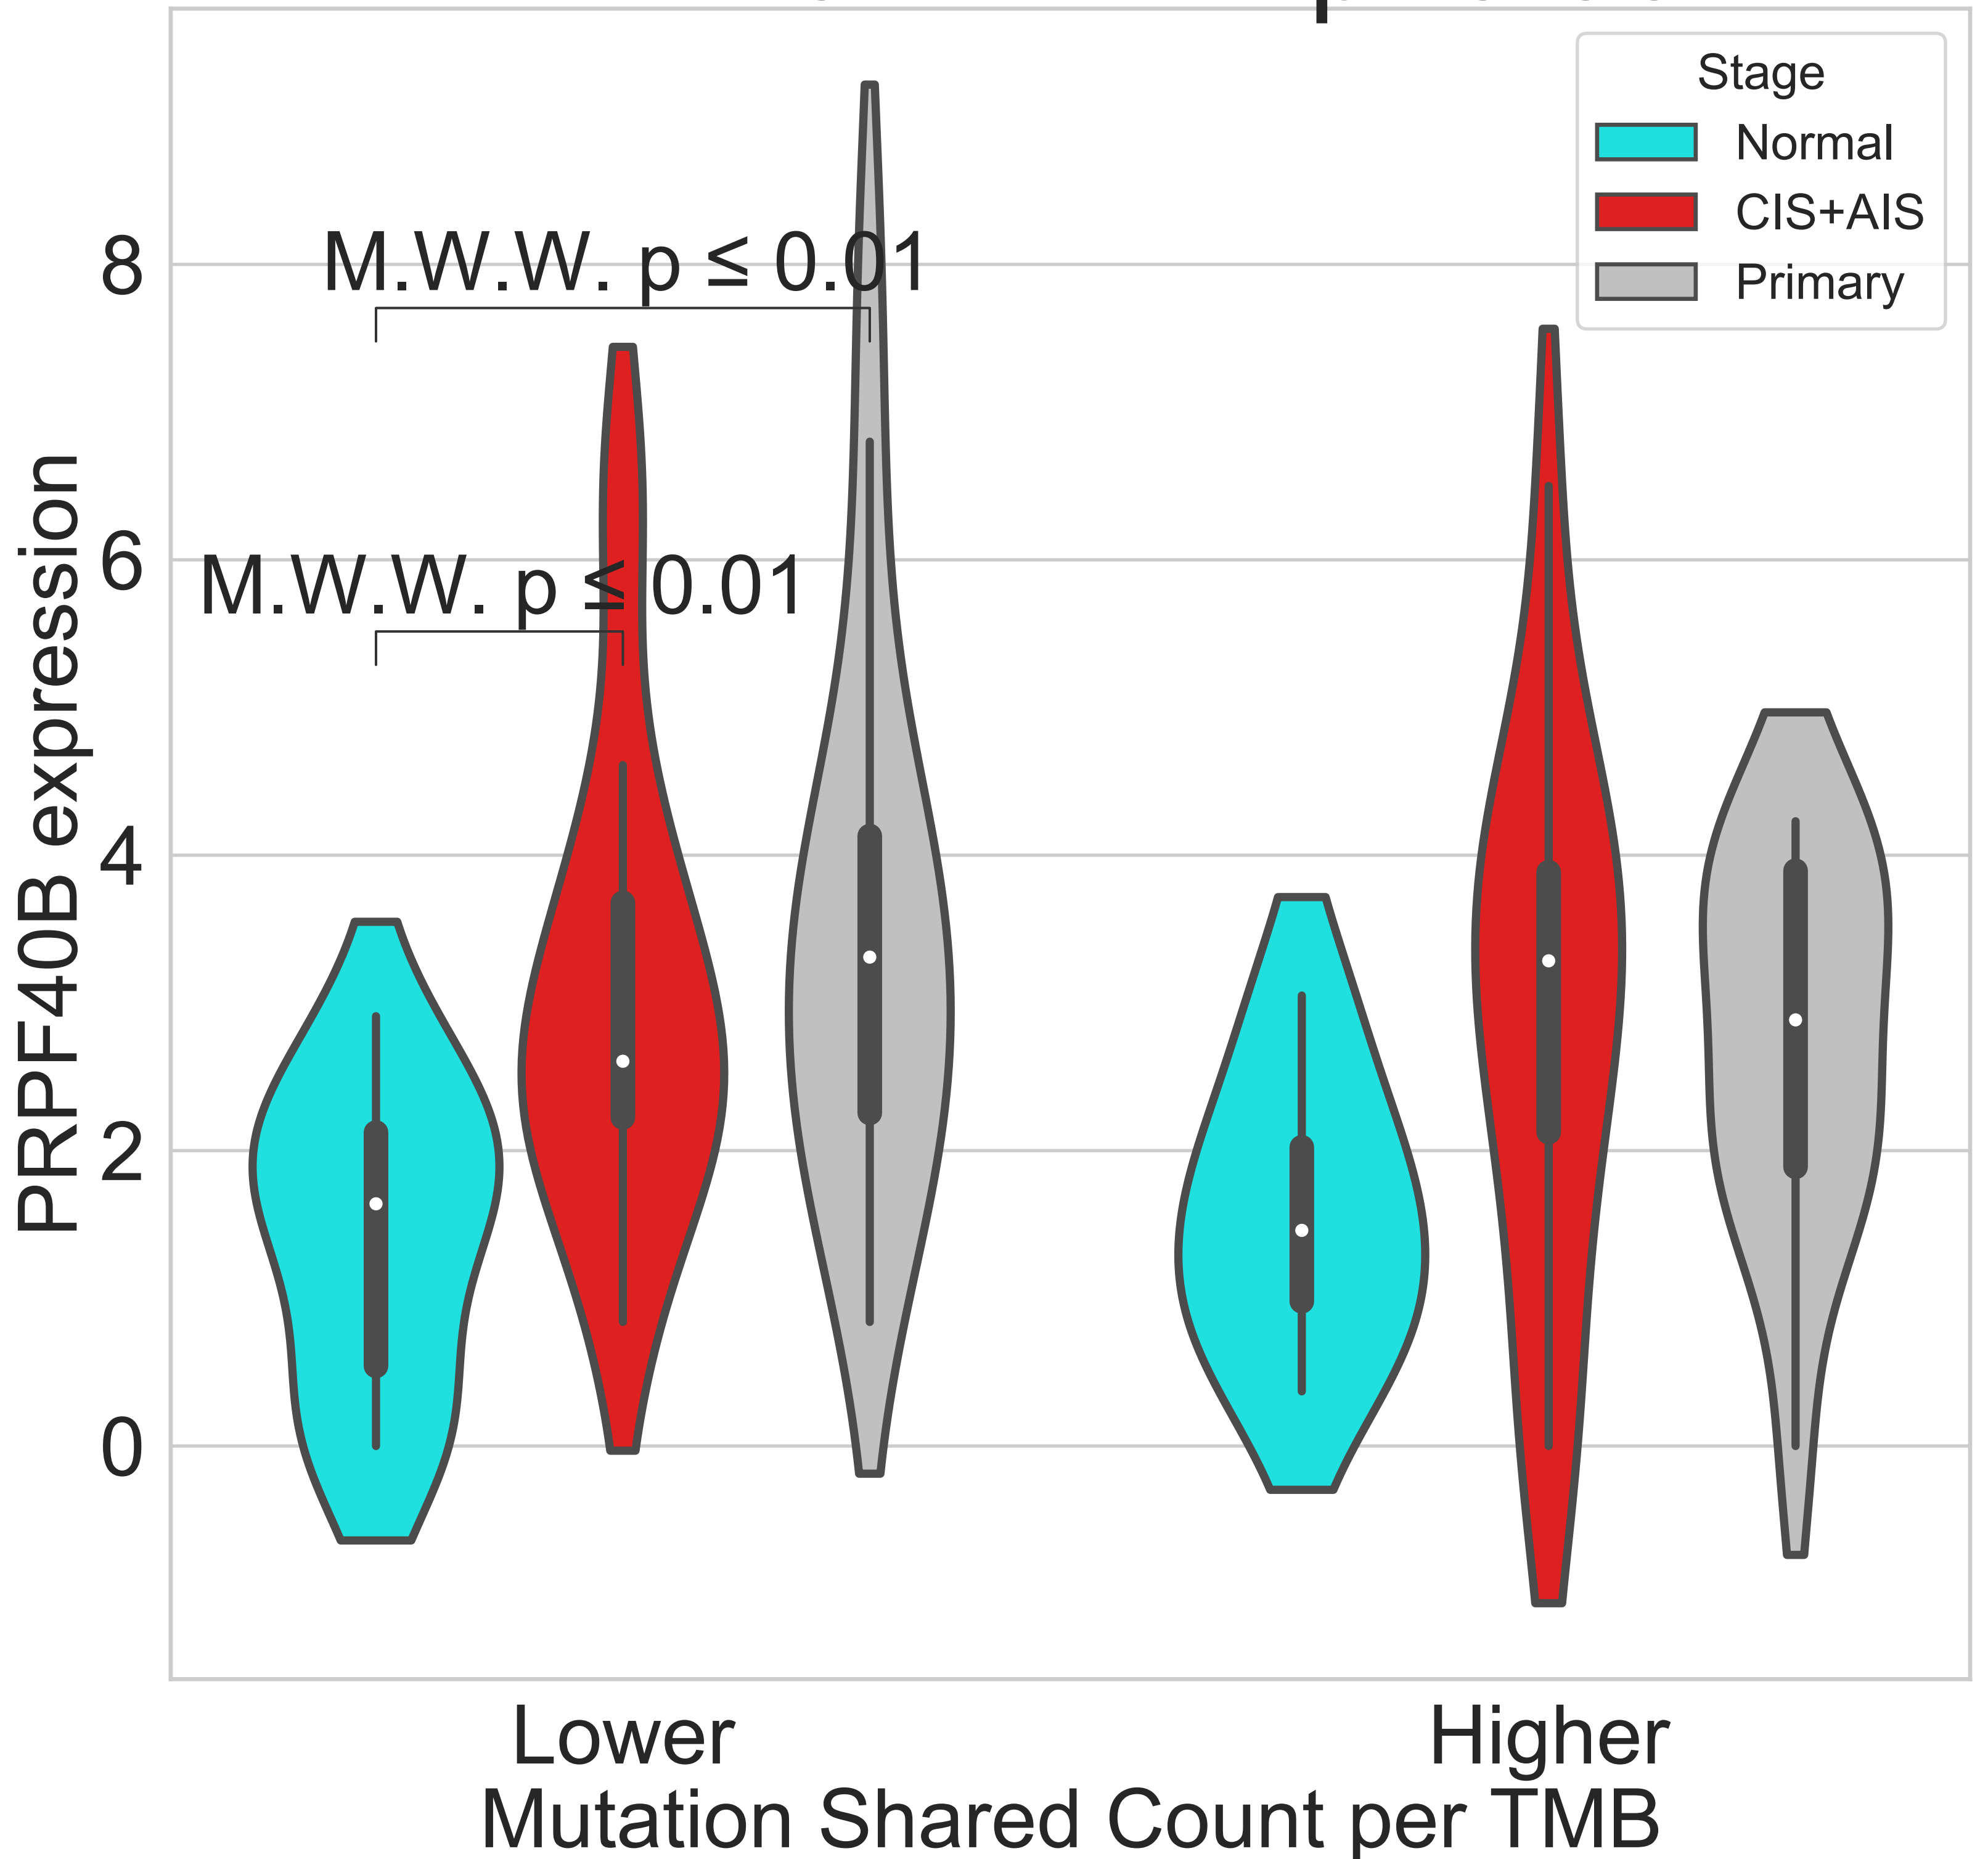 Stage
Normal
CIS+AIS
Primary
M.W.W. p ≤ 0.01
M.W.W. p ≤ 0.01
PRPF40B expression
8
6
4
2
0
Lower
Higher
Mutation Shared Count per TMB